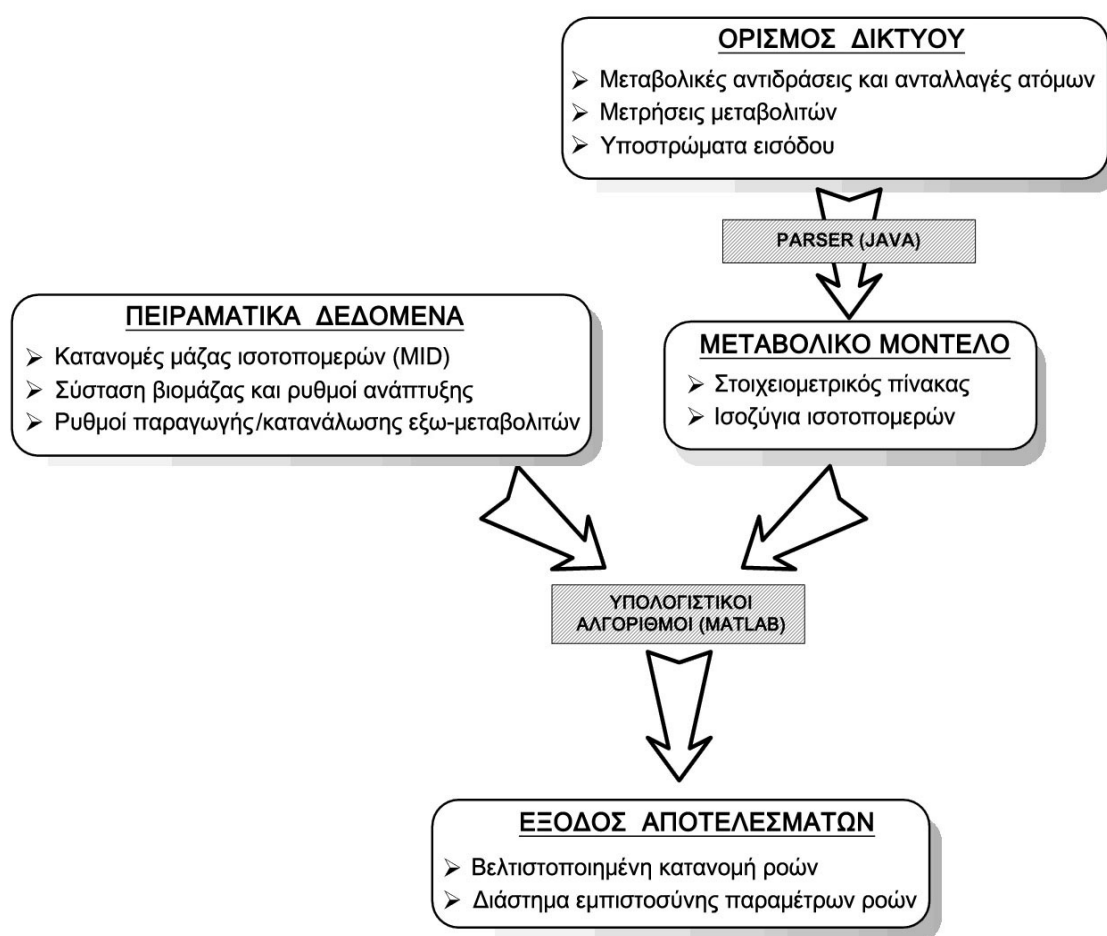 ΟΡΙΣΜΟΣ ΔΙΚΤΥΟΥ
➢ Μεταβολικές αντιδράσεις και ανταλλαγές ατόμων
➢ Μετρήσεις μεταβολιτών
➢ Υποστρώματα εισόδου
PARSER (JAVA)
ΠΕΙΡΑΜΑΤΙΚΑ ΔΕΔΟΜΕΝΑ
➢ Κατανομές μάζας ισοτοπομερών (MID)
➢ Σύσταση βιομάζας και ρυθμοί ανάπτυξης
➢ Ρυθμοί παραγωγής/κατανάλωσης εξω-μεταβολιτών
ΜΕΤΑΒΟΛΙΚΟ ΜΟΝΤΕΛΟ
➢ Στοιχειομετρικός πίνακας
➢ Ισοζύγια ισοτοπομερών
ΥΠΟΛΟΓΙΣΤΙΚΟΙ
ΑΛΓΟΡΙΘΜΟΙ (MATLAB)
ΕΞΟΔΟΣ ΑΠΟΤΕΛΕΣΜΑΤΩΝ
➢ Βελτιστοποιημένη κατανομή ροών
➢ Διάστημα εμπιστοσύνης παραμέτρων ροών